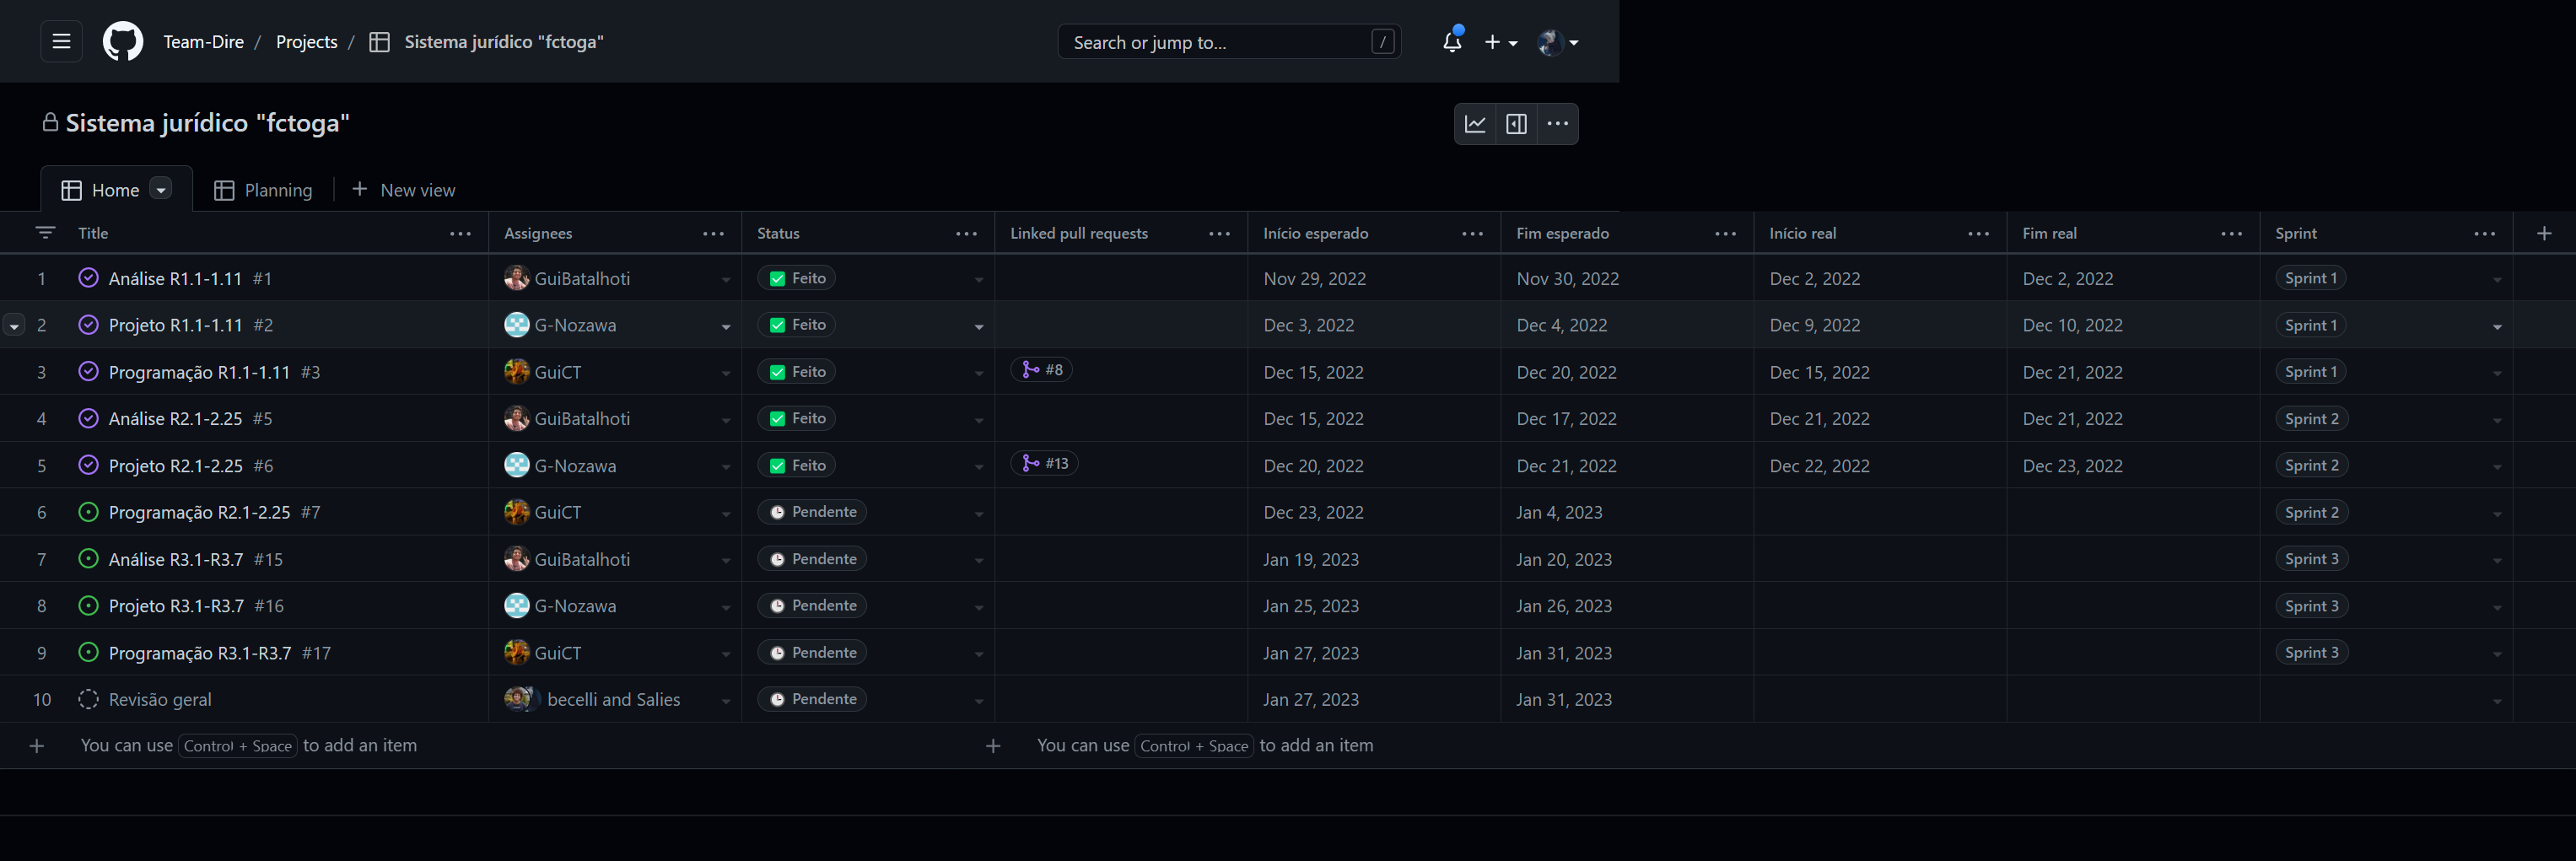 Team-Dire / Projects / Sistema jurídico "fctoga" Search or jump to... /
Sistema jurídico "fctoga"
Home Planning New view
Title Assignees Status Linked pull requests Início esperado Fim esperado Início real Fim real Sprint
1 Análise R1.1-1.11 #1 GuiBatalhoti Feito Nov 29, 2022 Nov 30, 2022 Dec 2, 2022 Dec 2, 2022 Sprint 1
2 Projeto R1.1-1.11 #2 G-Nozawa Feito Dec 3, 2022 Dec 4, 2022 Dec 9, 2022 Dec 10, 2022 Sprint 1
3 Programação R1.1-1.11 #3 GuiCT Feito #8 Dec 15, 2022 Dec 20, 2022 Dec 15, 2022 Dec 21, 2022 Sprint 1
4 Análise R2.1-2.25 #5 GuiBatalhoti Feito Dec 15, 2022 Dec 17, 2022 Dec 21, 2022 Dec 21, 2022 Sprint 2
5 Projeto R2.1-2.25 #6 G-Nozawa Feito #13 Dec 20, 2022 Dec 21, 2022 Dec 22, 2022 Dec 23, 2022 Sprint 2
6 Programação R2.1-2.25 #7 GuiCT Pendente Dec 23, 2022 Jan 4, 2023 Sprint 2
7 Análise R3.1-R3.7 #15 GuiBatalhoti Pendente Jan 19, 2023 Jan 20, 2023 Sprint 3
8 Projeto R3.1-R3.7 #16 G-Nozawa Pendente Jan 25, 2023 Jan 26, 2023 Sprint 3
9 Programação R3.1-R3.7 #17 GuiCT Pendente Jan 27, 2023 Jan 31, 2023 Sprint 3
10 Revisão geral becelli and Salies Pendente Jan 27, 2023 Jan 31, 2023
You can use Control + Space to add an item You can use Control + Space to add an item